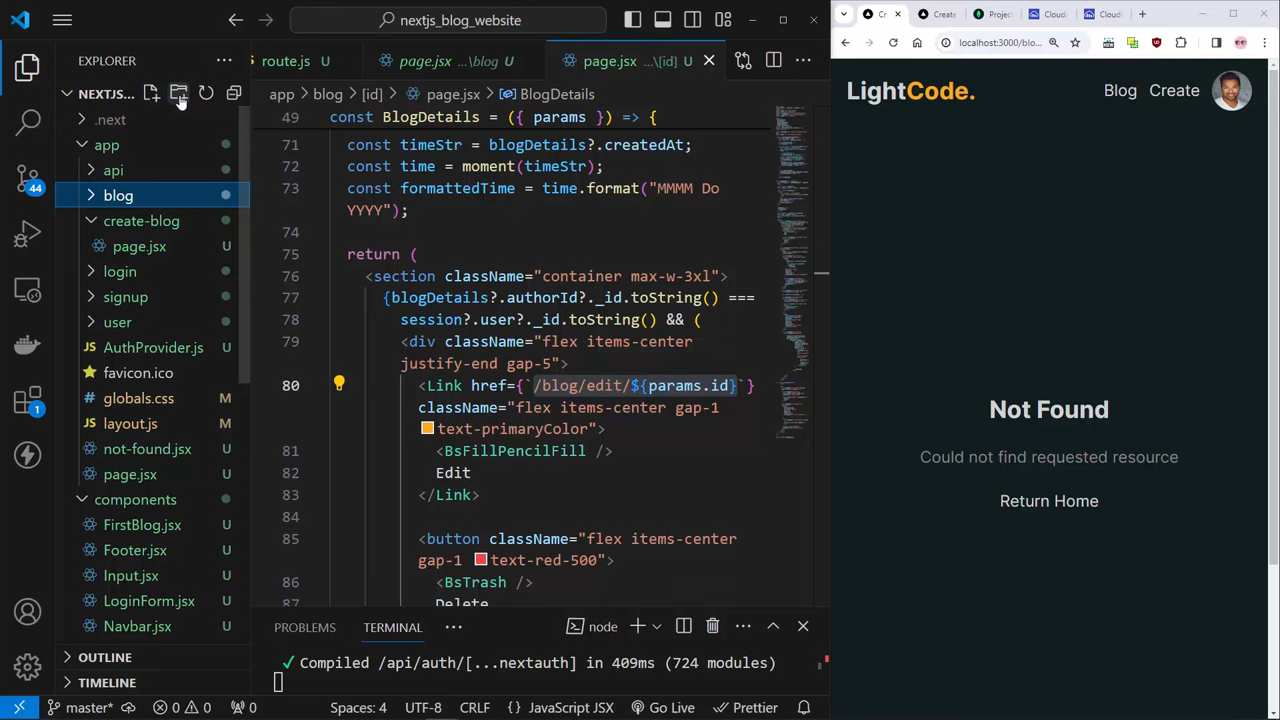 nextjs_blog_website
EXPLORER
NEXTJS...
.next
app
api
blog
create-blog
page.jsx U
login
signup
user
AuthProvider.js U
favicon.ico
globals.css M
layout.js M
not-found.jsx U
page.jsx U
components
FirstBlog.jsx U
Footer.jsx U
Input.jsx U
LoginForm.jsx U
Navbar.jsx U
OUTLINE
TIMELINE
44
1
route.js U
page.jsx ...\blog U
page.jsx ...\[id] U
app > blog > [id] > page.jsx > BlogDetails
49 const BlogDetails = ({ params }) => {
71 const timeStr = blogDetails?.createdAt;
72 const time = moment(timeStr);
73 const formattedTime = time.format("MMMM Do
YYYY");
74
75 return (
76 <section className="container max-w-3xl">
77 {blogDetails?.authorId?._id.toString() ===
78 session?.user?._id.toString() && (
79 <div className="flex items-center
justify-end gap-5">
80 <Link href={`/blog/edit/${params.id}`}
className="flex items-center gap-1
text-primaryColor">
81 <BsFillPencilFill />
82 Edit
83 </Link>
84
85 <button className="flex items-center
gap-1 text-red-500">
86 <BsTrash />
87 Delete
PROBLEMS
TERMINAL
node
✓ Compiled /api/auth/[...nextauth] in 409ms (724 modules)
master*
0
0
0
Spaces: 4
UTF-8
CRLF
{} JavaScript JSX
Go Live
Prettier
Cr
Create
Project
Cloudi
Cloudi
localhost:3000/blo...
LightCode.
Blog
Create
Not Found
Could not find requested resource
Return Home